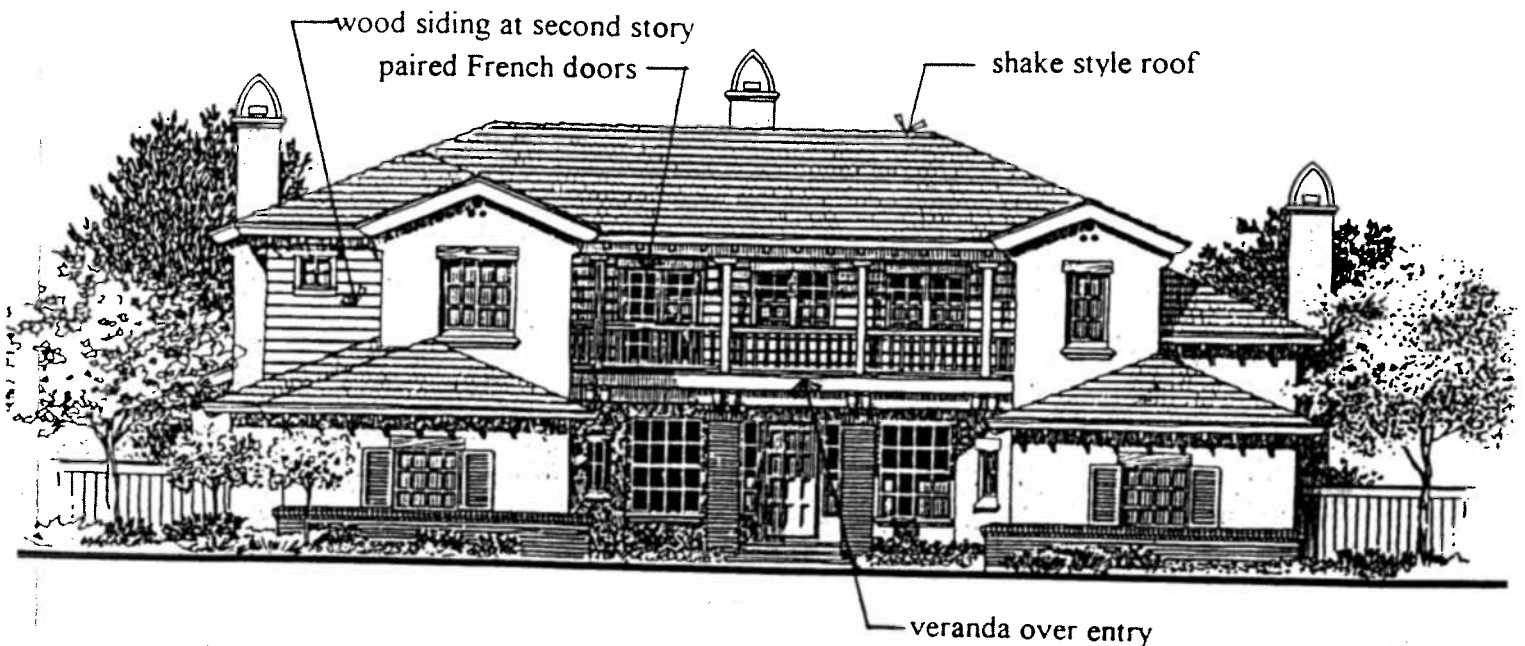 wood siding at second story
paired French doors
shake style roof
veranda over entry